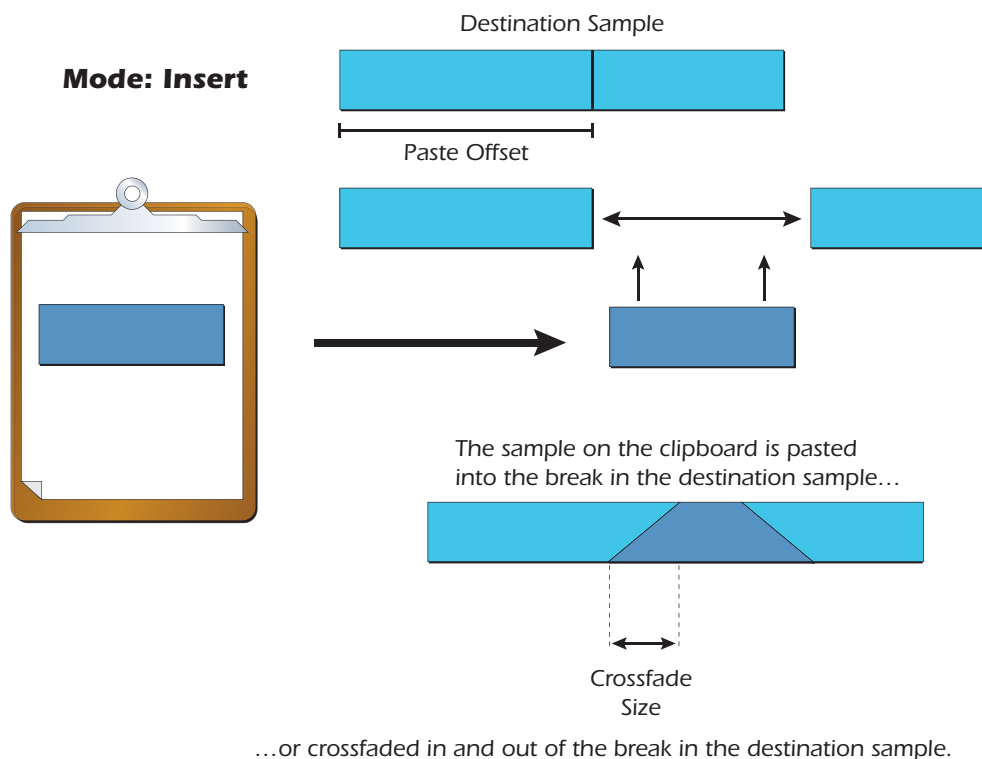 Destination Sample
Mode: Insert
Paste Offset
The sample on the clipboard is pasted
into the break in the destination sample…
Crossfade
Size
…or crossfaded in and out of the break in the destination sample.